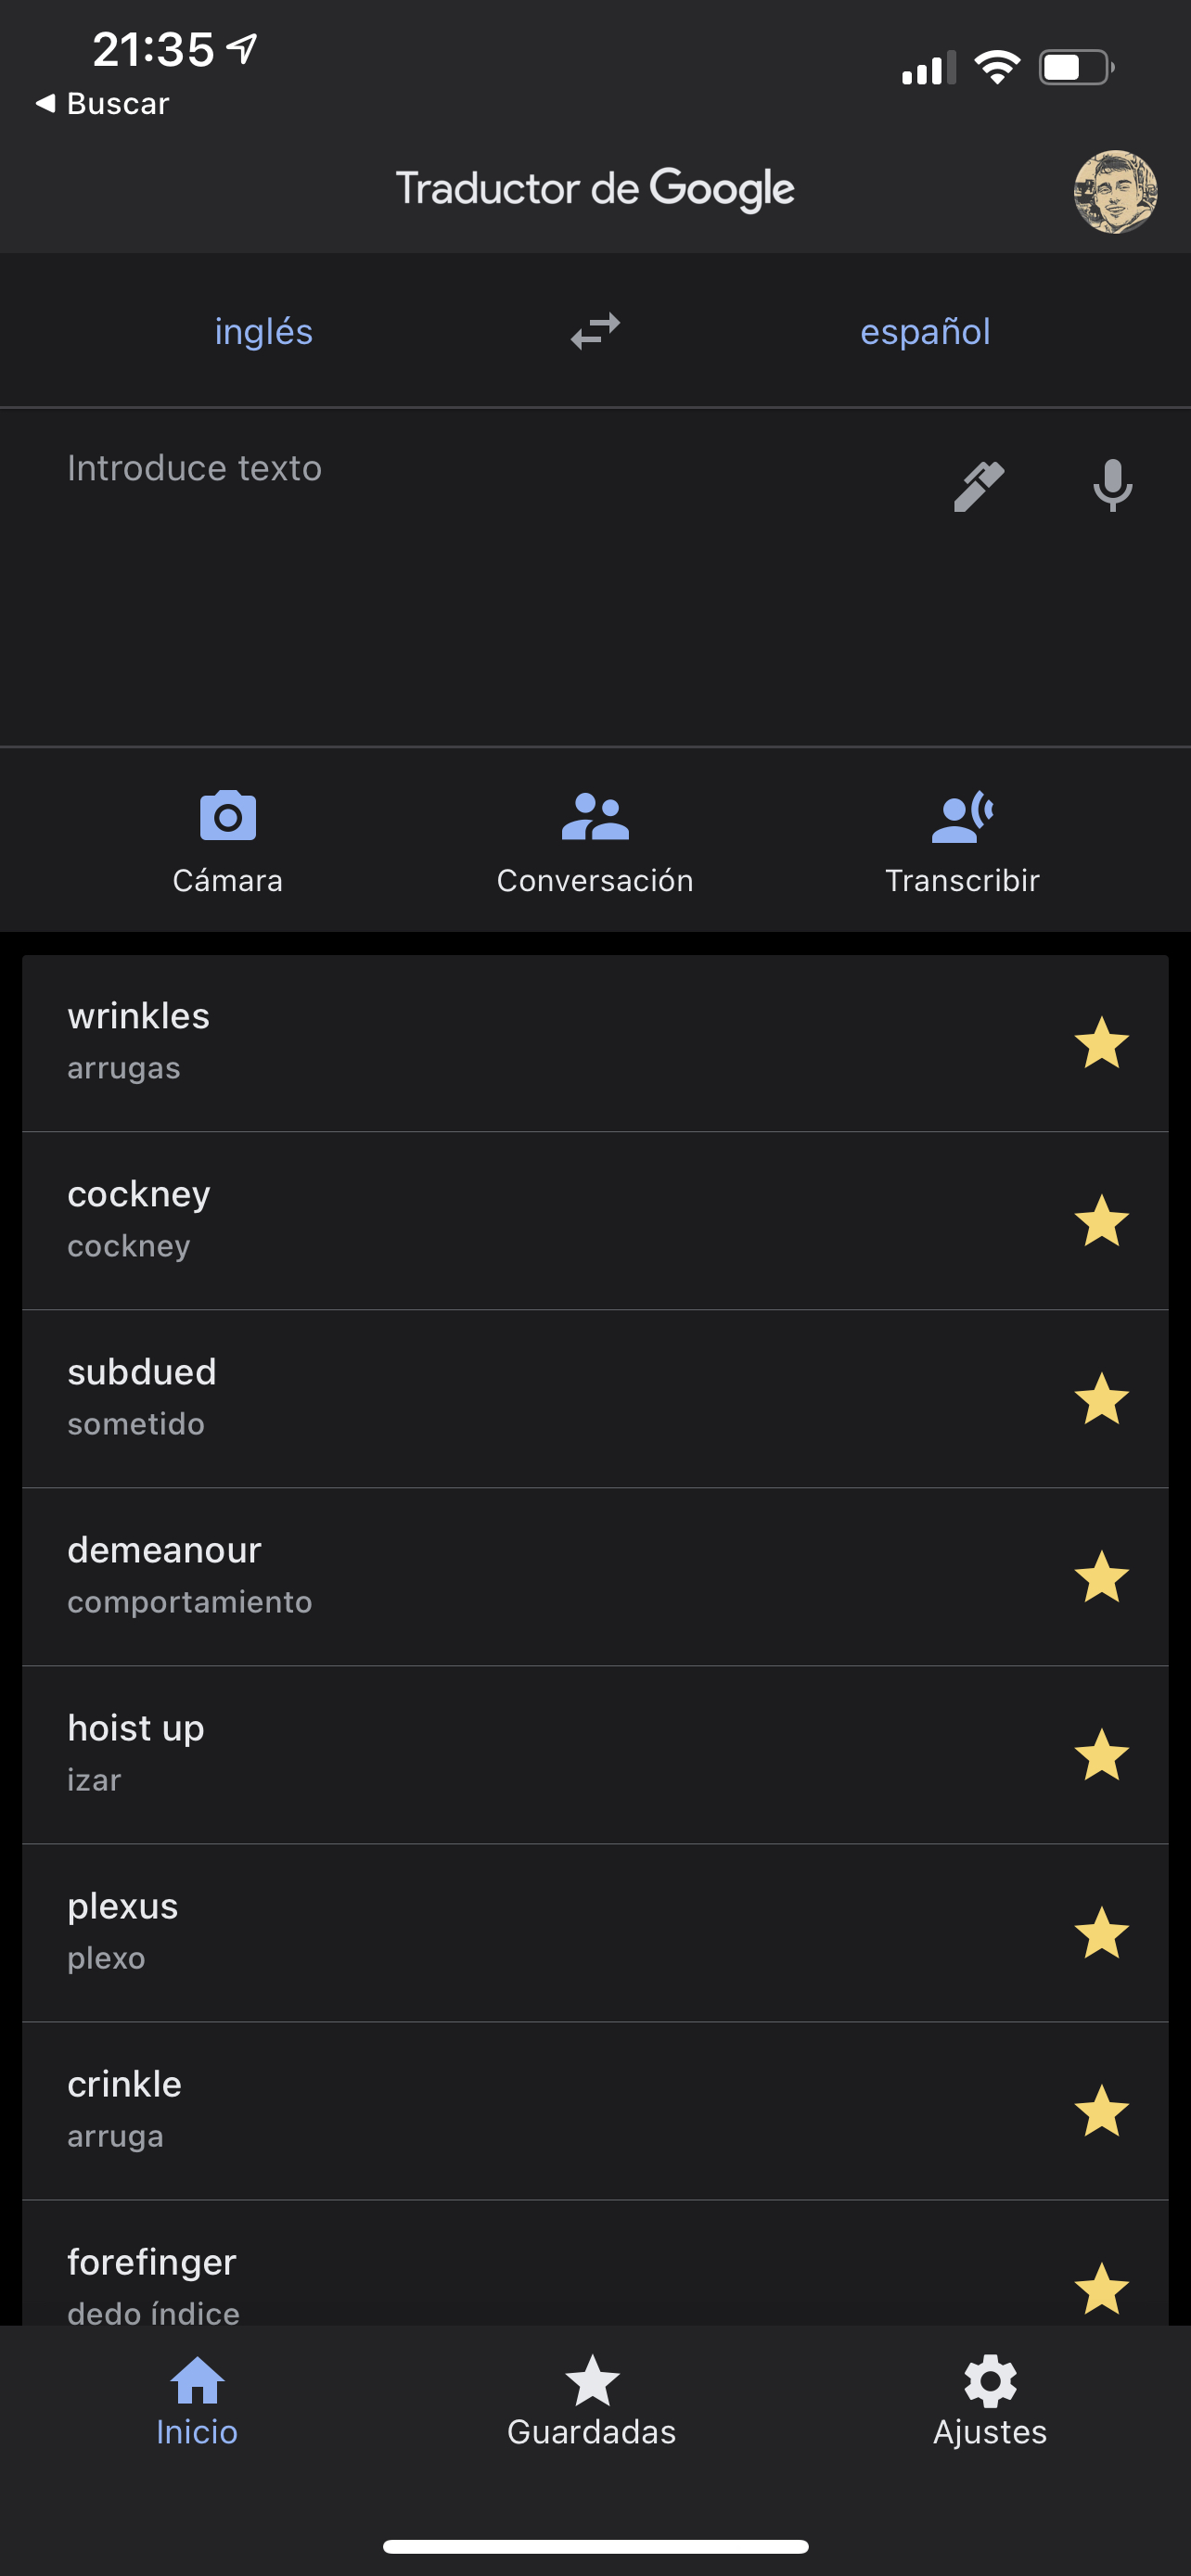 21:35
Buscar
Traductor de Google
inglés español
Introduce texto
Cámara Conversación Transcribir
wrinkles
arrugas
cockney
cockney
subdued
sometido
demeanour
comportamiento
hoist up
izar
plexus
plexo
crinkle
arruga
forefinger
dedo índice
Inicio Guardadas Ajustes